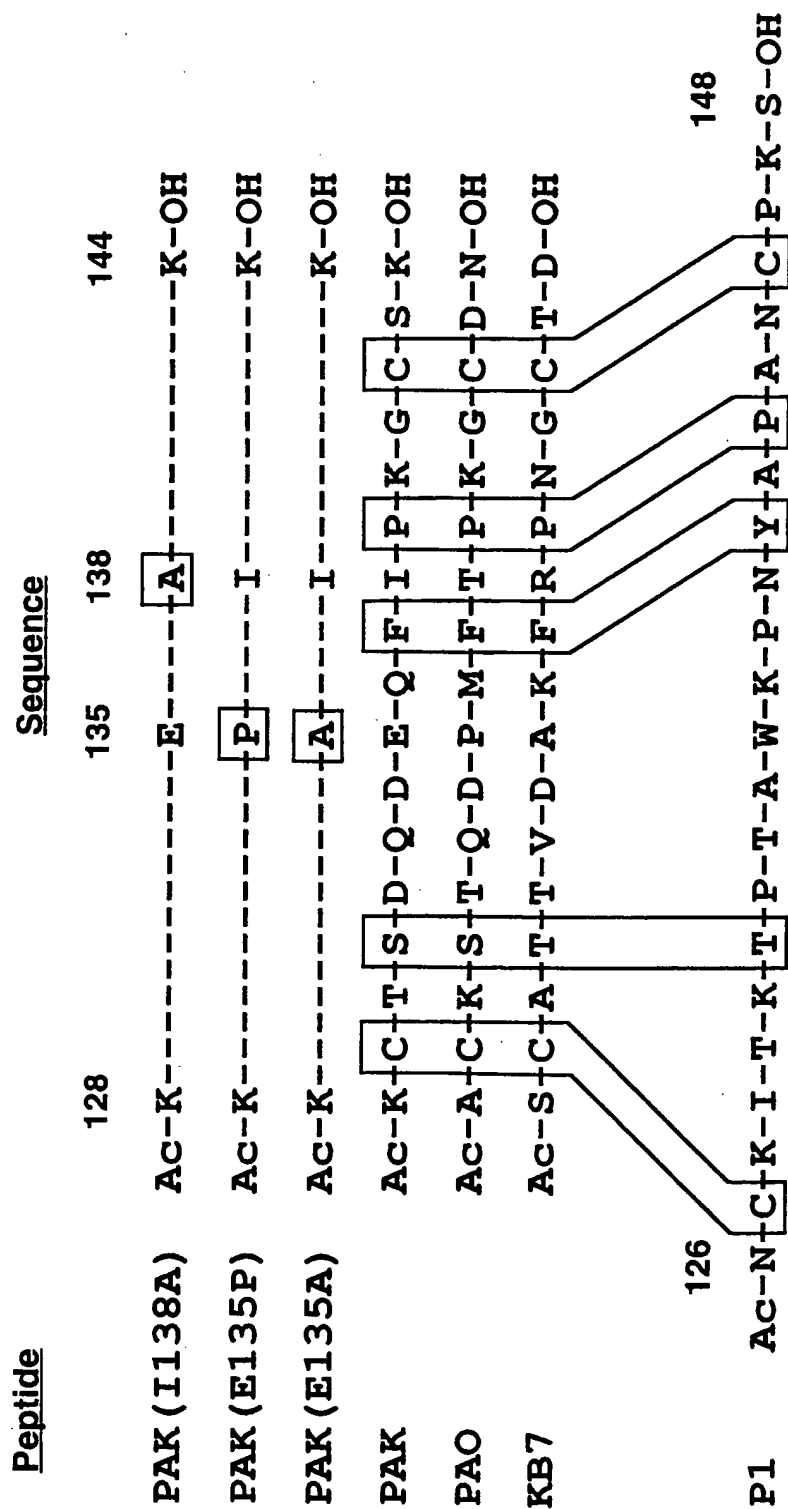 Peptide
Sequence
128 135 138 144
PAK(I138A) Ac-K-------------E-----A-----------K-OH
PAK(E135P) Ac-K-------------P-----I-----------K-OH
PAK(E135A) Ac-K-------------A-----I-----------K-OH
PAK Ac-K-C-T-S-D-Q-D-E-Q-F-I-P-K-G-C-S-K-OH
PAO Ac-A-C-K-S-T-Q-D-P-M-F-T-P-K-G-C-D-N-OH
KB7 Ac-S-C-A-T-T-V-D-A-K-F-R-P-N-G-C-T-D-OH
126 148
P1 Ac-N-C-K-I-T-K-T-P-T-A-W-K-P-N-Y-A-P-A-N-C-P-K-S-OH